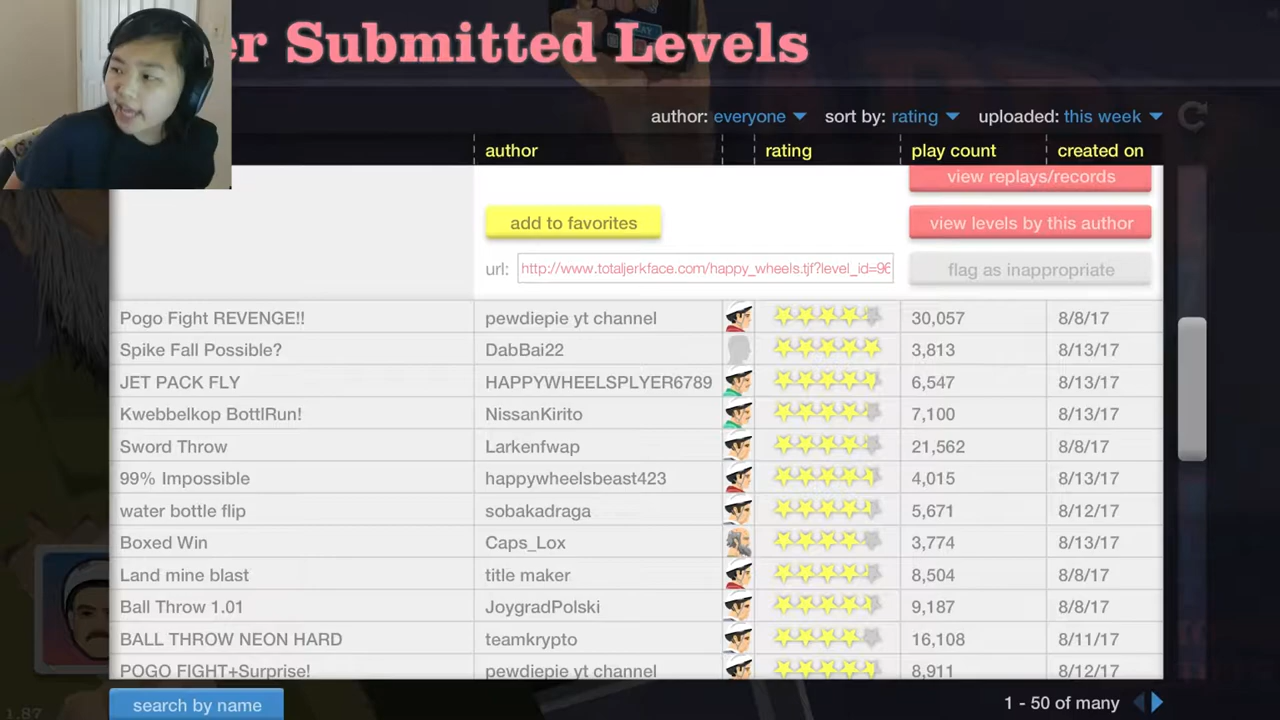 er Submitted Levels
author: everyone sort by: rating uploaded: this week
author rating play count created on
view replays/records
add to favorites view levels by this author
url: http://www.totaljerkface.com/happy_wheels.tjf?level_id=96 flag as inappropriate
Pogo Fight REVENGE!! pewdiepie yt channel 30,057 8/8/17
Spike Fall Possible? DabBai22 3,813 8/13/17
JET PACK FLY HAPPYWHEELSPLYER6789 6,547 8/13/17
Kwebbelkop BottlRun! NissanKirito 7,100 8/13/17
Sword Throw Larkenfwap 21,562 8/8/17
99% Impossible happywheelsbeast423 4,015 8/13/17
water bottle flip sobakadraga 5,671 8/12/17
Boxed Win Caps_Lox 3,774 8/13/17
Land mine blast title maker 8,504 8/8/17
Ball Throw 1.01 JoygradPolski 9,187 8/8/17
BALL THROW NEON HARD teamkrypto 16,108 8/11/17
POGO FIGHT+Surprise! pewdiepie yt channel 8,911 8/12/17
search by name 1 - 50 of many
1.87